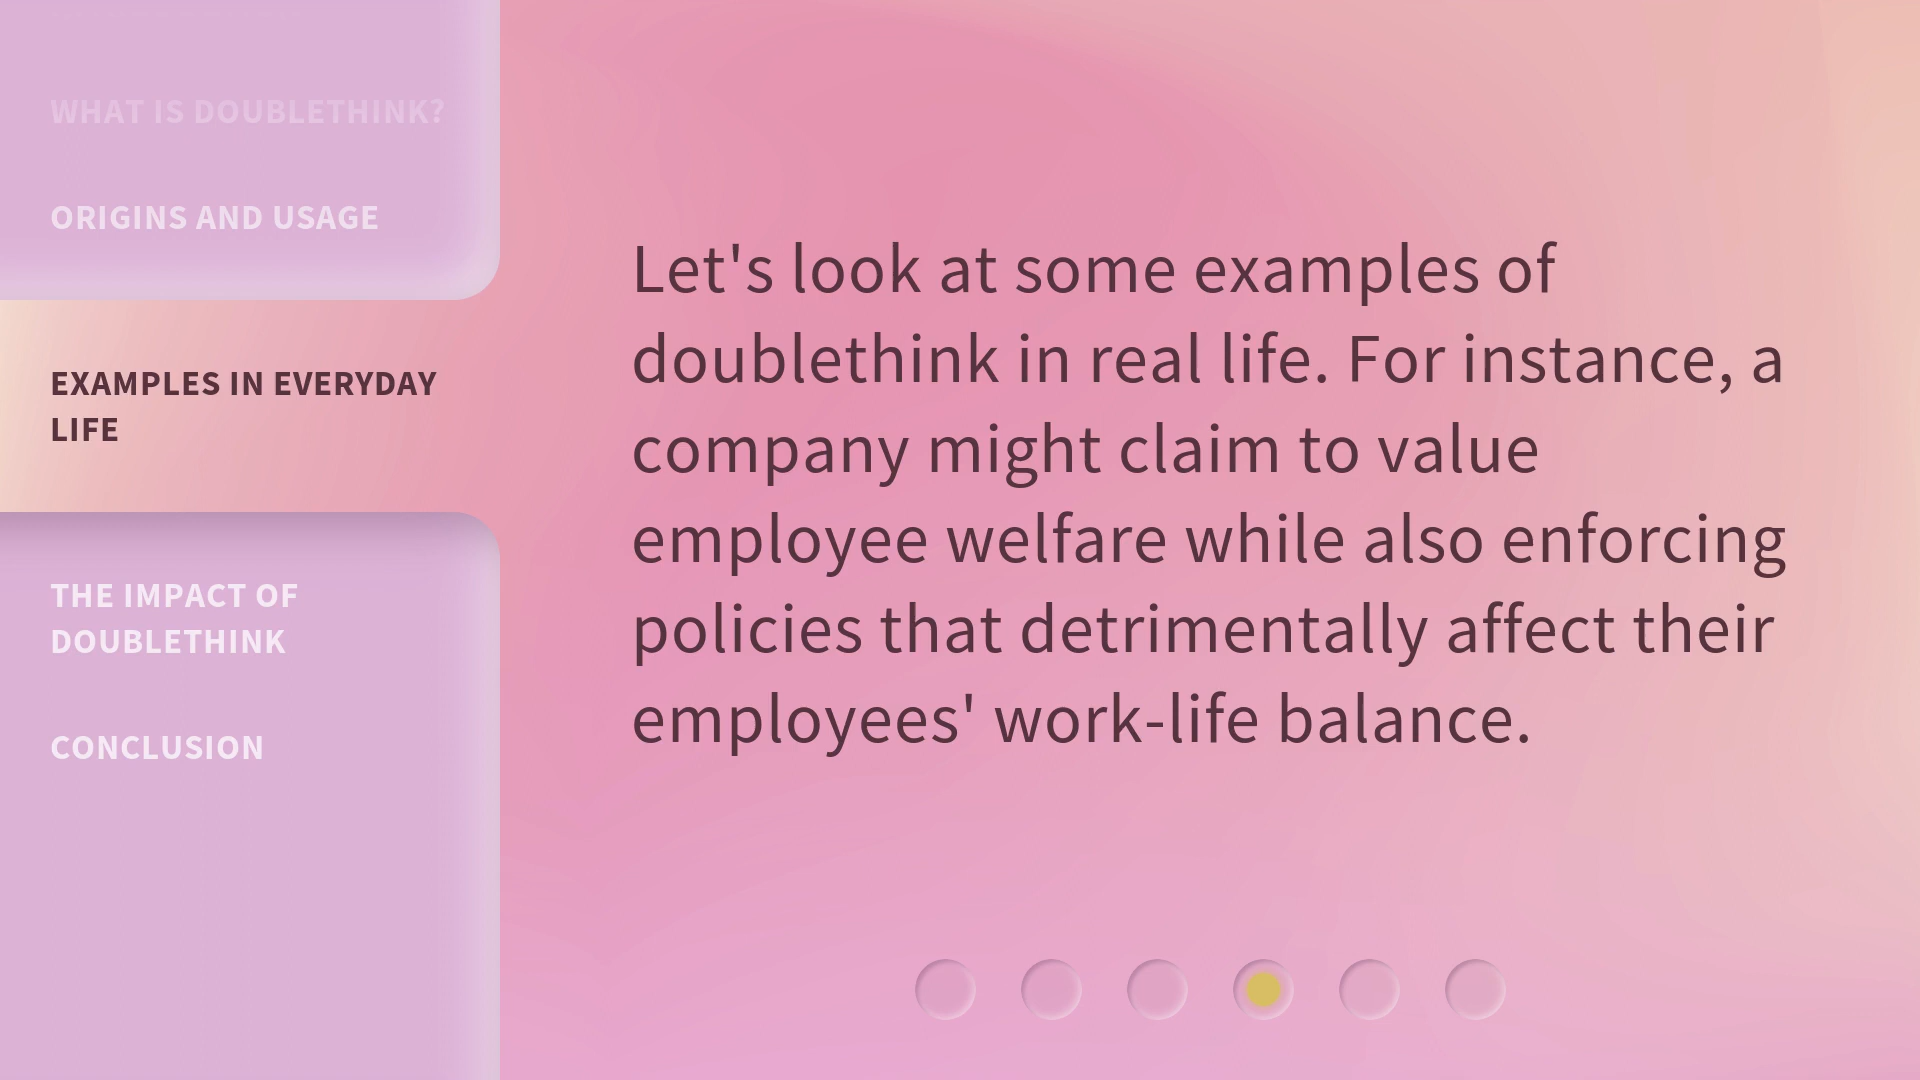 WHAT IS DOUBLETHINK?
ORIGINS AND USAGE
EXAMPLES IN EVERYDAY
LIFE
THE IMPACT OF
DOUBLETHINK
CONCLUSION
Let's look at some examples of
doublethink in real life. For instance, a
company might claim to value
employee welfare while also enforcing
policies that detrimentally affect their
employees' work-life balance.